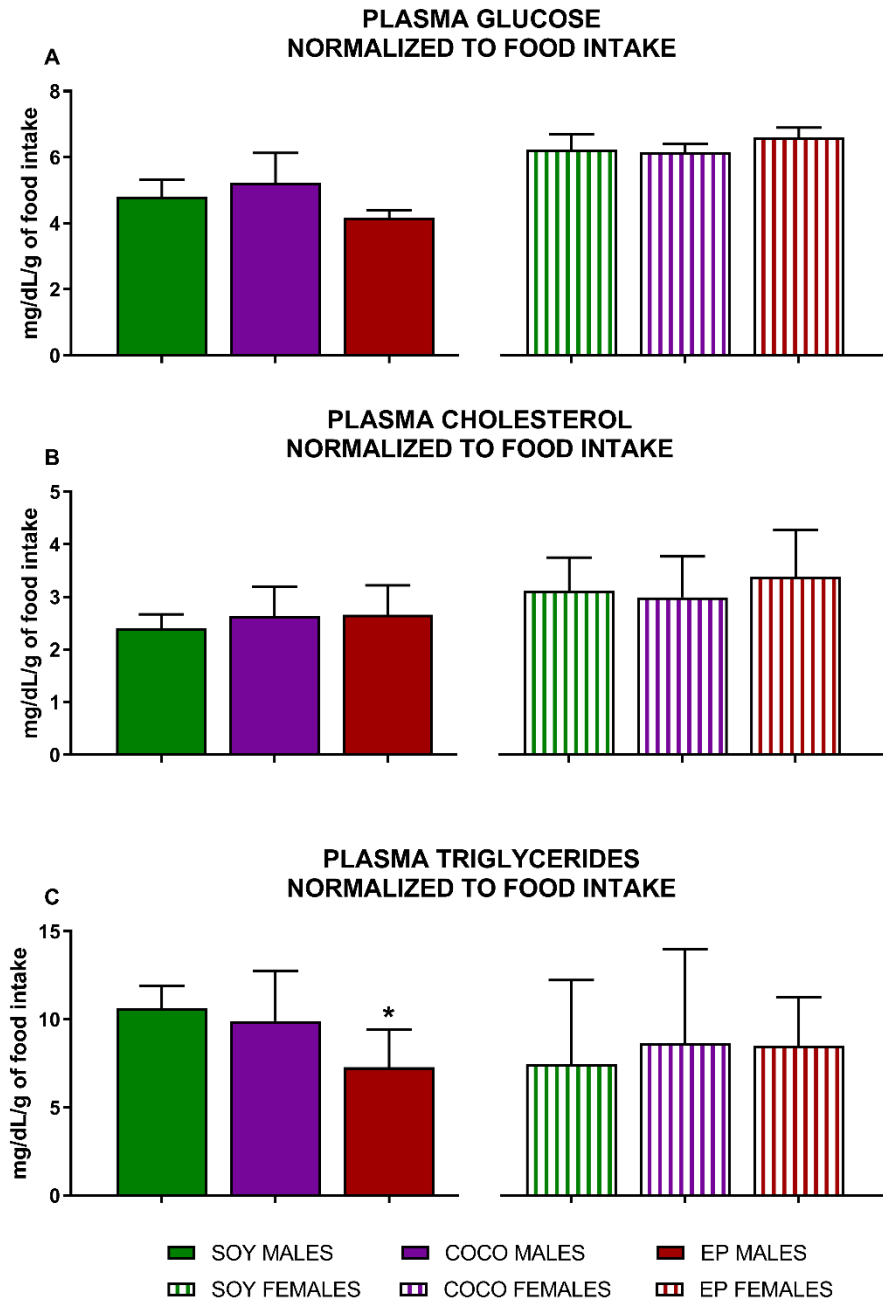 PLASMA GLUCOSE
NORMALIZED TO FOOD INTAKE
A
mg/dL/g of food intake
8
6
4
2
0
PLASMA CHOLESTEROL
NORMALIZED TO FOOD INTAKE
B
mg/dL/g of food intake
5
4
3
2
1
0
PLASMA TRIGLYCERIDES
NORMALIZED TO FOOD INTAKE
C
mg/dL/g of food intake
15
10
5
0
*
SOY MALES COCO MALES EP MALES
SOY FEMALES COCO FEMALES EP FEMALES